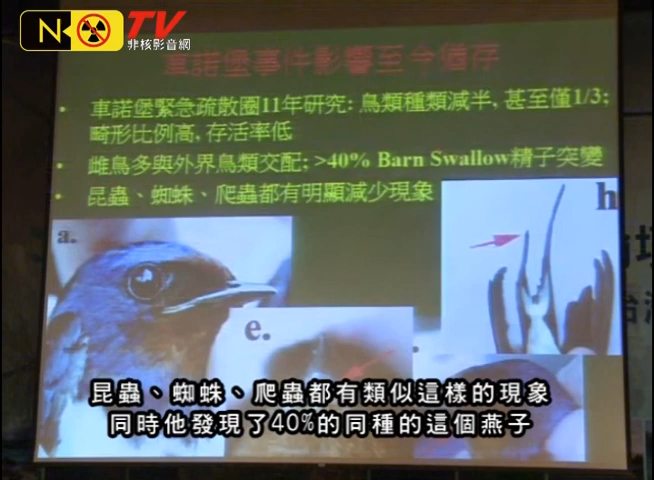 NO TV
非核影音網
車諾堡事件影響至今猶存
• 車諾堡緊急疏散圈11年研究: 鳥類種類減半, 甚至僅1/3;
畸形比例高, 存活率低
• 雌鳥多與外界鳥類交配; >40% Barn Swallow精子突變
• 昆蟲、蜘蛛、爬蟲都有明顯減少現象
a.
h
e.
昆蟲、蜘蛛、爬蟲都有類似這樣的現象
同時他發現了40%的同種的這個燕子